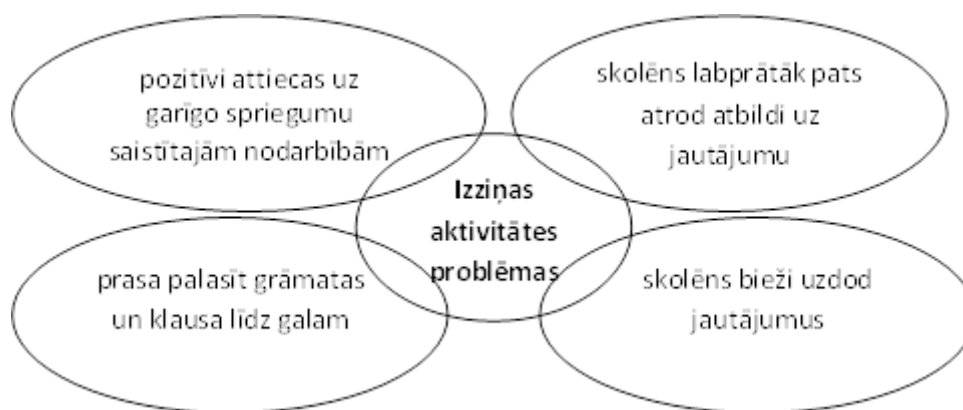 pozitīvi attiecas uz
garīgo spriegumu
saistītajām nodarbībām
skolēns labprātāk pats
atrod atbildi uz
jautājumu
Izziņas
aktivitātes
problēmas
prasa palasīt grāmatas
un klausa līdz galam
skolēns bieži uzdod
jautājumus